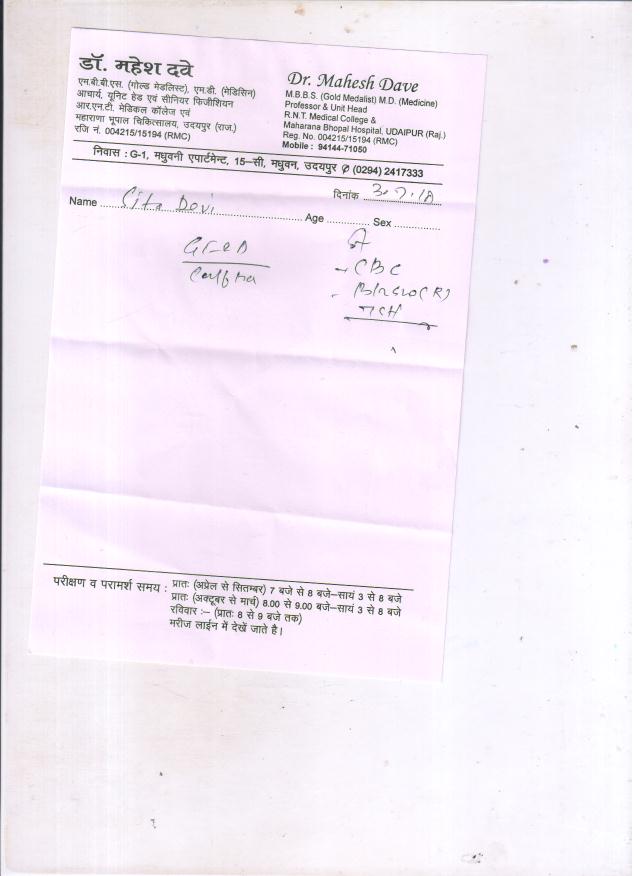 डॉ. महेश दवे
एम.बी.बी.एस. (गोल्ड मेडलिस्ट), एम.डी. (मेडिसिन)
आचार्य, यूनिट हेड एवं सीनियर फिजीशियन
आर.एन.टी. मेडिकल कॉलेज एवं
महाराणा भूपाल चिकित्सालय, उदयपुर (राज.)
रजि नं. 004215/15194 (RMC)
Dr. Mahesh Dave
M.B.B.S. (Gold Medalist) M.D. (Medicine)
Professor & Unit Head
R.N.T. Medical College &
Maharana Bhopal Hospital, UDAIPUR (Raj.)
Reg. No. 004215/15194 (RMC)
Mobile : 94144-71050
निवास : G-1, मधुवनी एपार्टमेन्ट, 15–सी, मधुवन, उदयपुर ✆ (0294) 2417333
दिनांक 3.7.18
Name Sita Devi Age Sex
CBC
परीक्षण व परामर्श समय : प्रातः (अप्रेल से सितम्बर) 7 बजे से 8 बजे–सायं 3 से 8 बजे
प्रातः (अक्टूबर से मार्च) 8.00 से 9.00 बजे–सायं 3 से 8 बजे
रविवार :– (प्रातः 8 से 9 बजे तक)
मरीज लाईन में देखें जाते है।